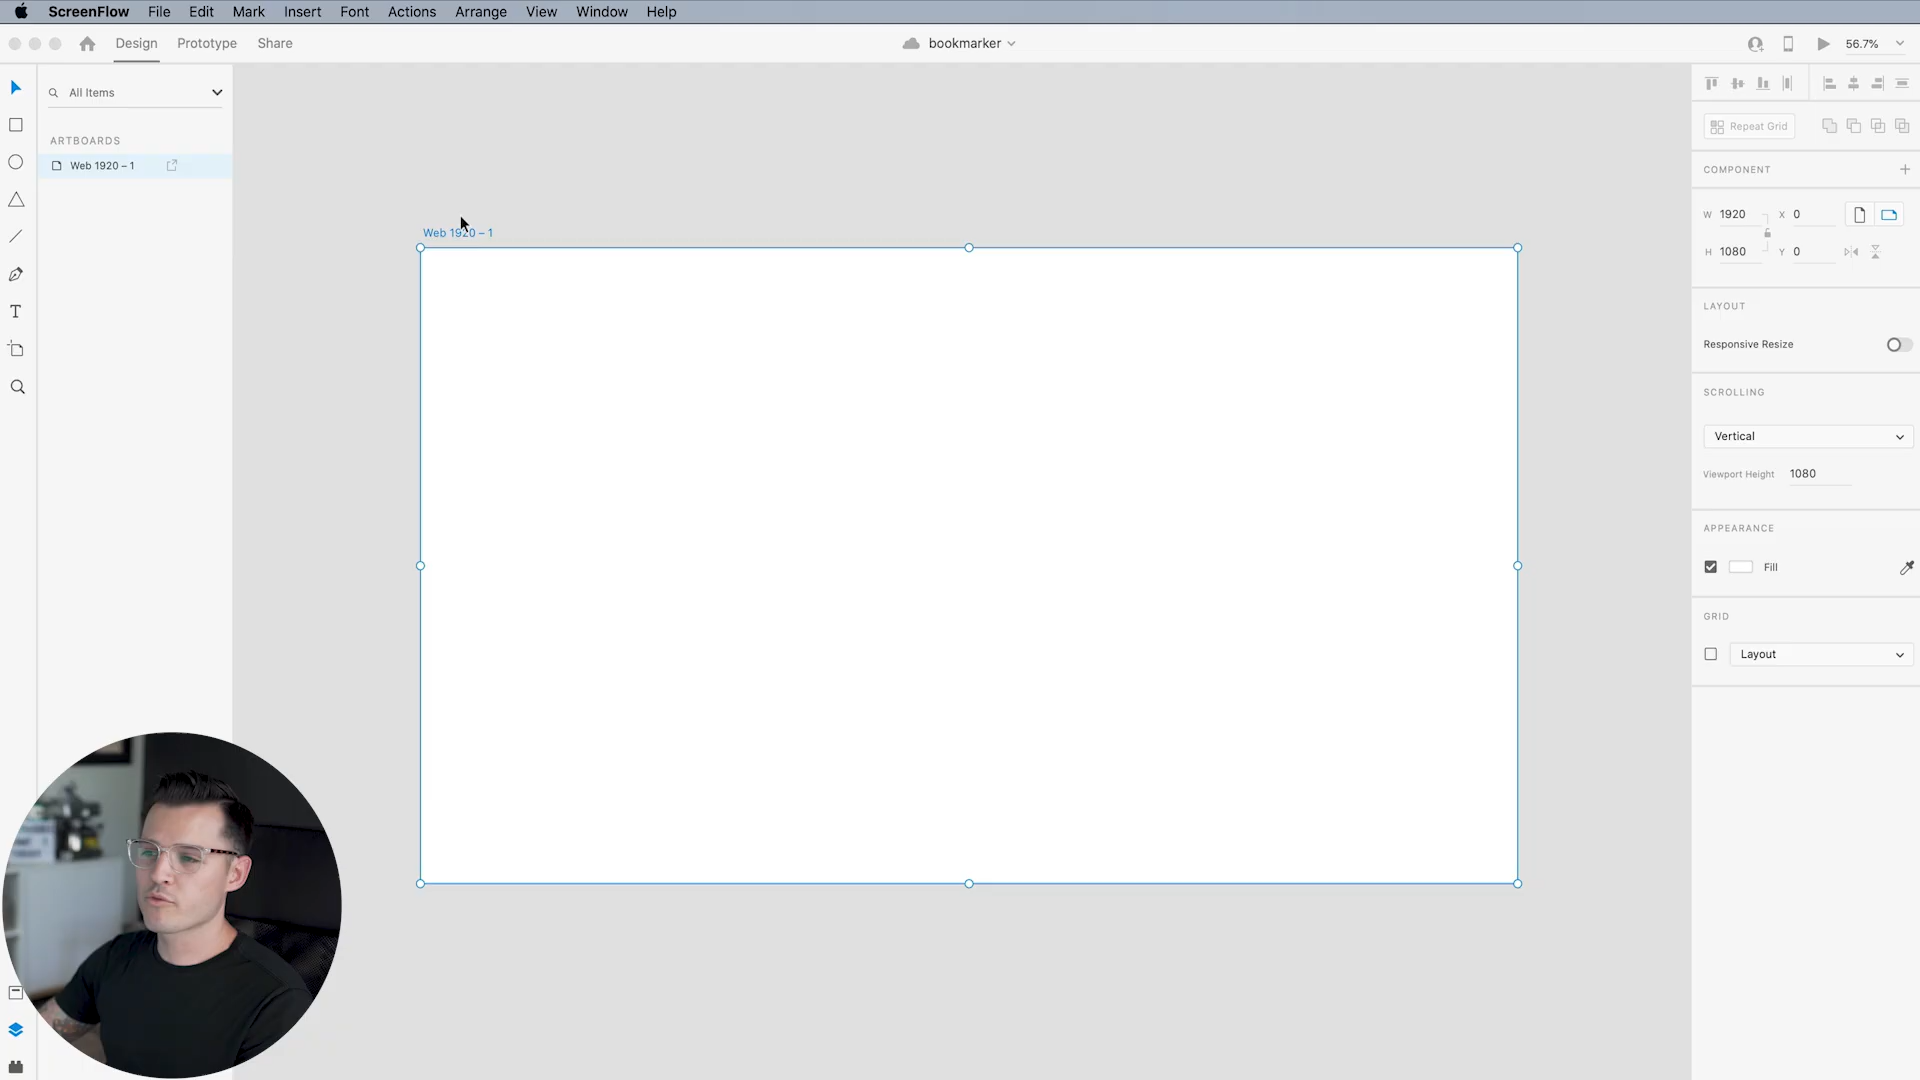 ScreenFlow File Edit Mark Insert Font Actions Arrange View Window Help
Design Prototype Share bookmarker 56.7%
All Items
Repeat Grid
ARTBOARDS
Web 1920 – 1
COMPONENT
W 1920 X 0
Web 1920 – 1
H 1080 Y 0
LAYOUT
Responsive Resize
SCROLLING
Vertical
Viewport Height 1080
APPEARANCE
Fill
GRID
Layout